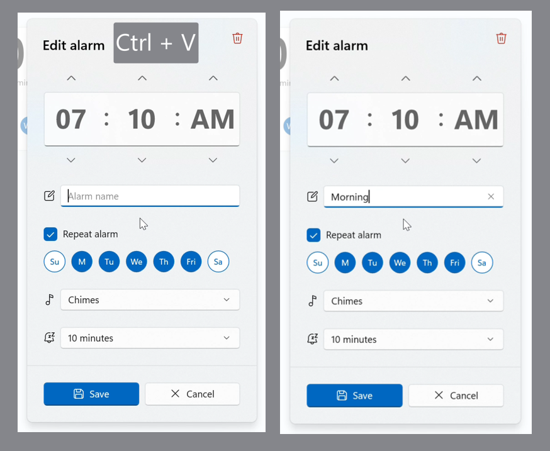 Edit alarm
Ctrl + V
07 : 10 : AM
Alarm name
Repeat alarm
Su M Tu We Th Fri Sa
Chimes
10 minutes
Save Cancel
Edit alarm
07 : 10 : AM
Morning
Repeat alarm
Su M Tu We Th Fri Sa
Chimes
10 minutes
Save Cancel